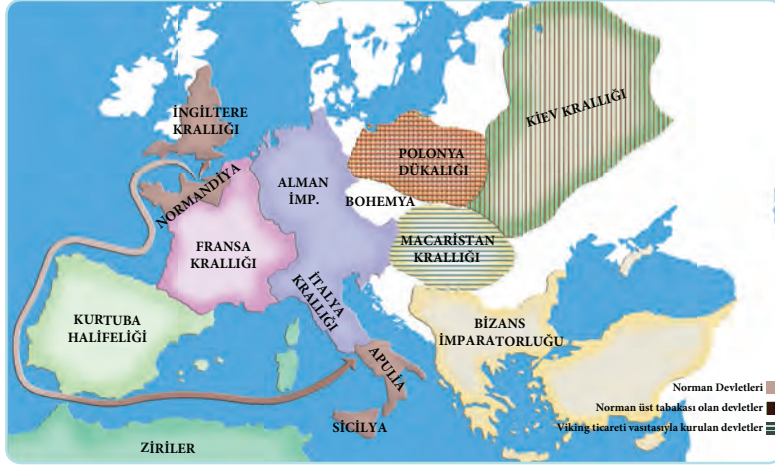 İNGİLTERE
KRALLIĞI
KİEV KRALLIĞI
POLONYA
DÜKALIĞI
NORMANDİYA
ALMAN
İMP.
BOHEMYA
FRANSA
KRALLIĞI
MACARİSTAN
KRALLIĞI
İTALYA
KRALLIĞI
KURTUBA
HALİFELİĞİ
BİZANS
İMPARATORLUĞU
APULİA
SİCİLYA
ZİRİLER
Norman Devletleri
Norman üst tabakası olan devletler
Viking ticareti vasıtasıyla kurulan devletler